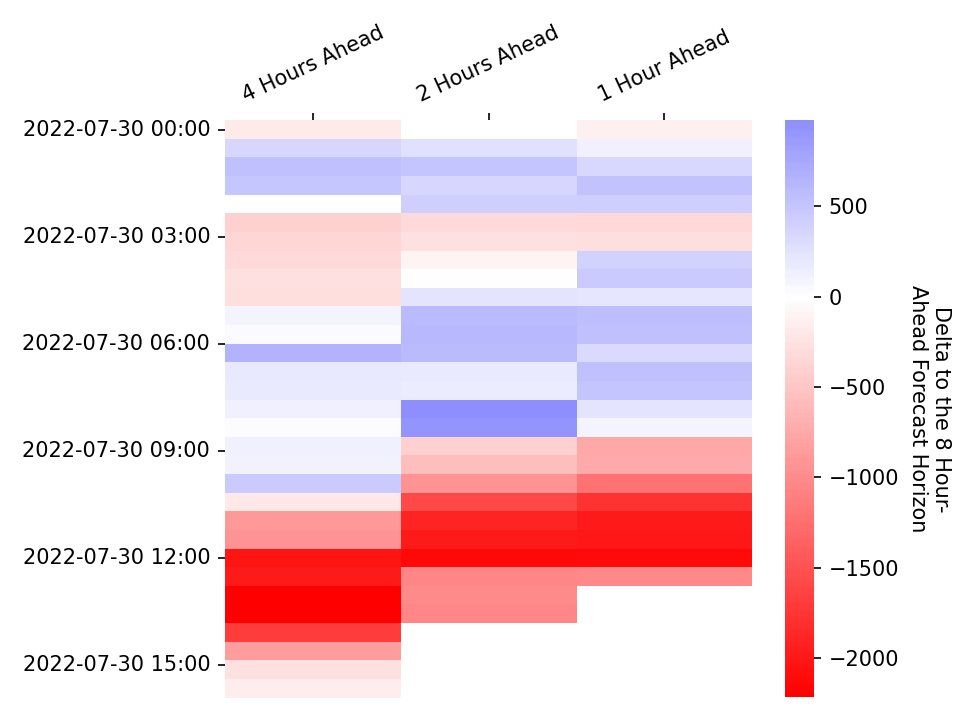 4 Hours Ahead
2 Hours Ahead
1 Hour Ahead
2022-07-30 00:00
2022-07-30 03:00
2022-07-30 06:00
2022-07-30 09:00
2022-07-30 12:00
2022-07-30 15:00
500
0
−500
−1000
−1500
−2000
Delta to the 8 Hour-
Ahead Forecast Horizon